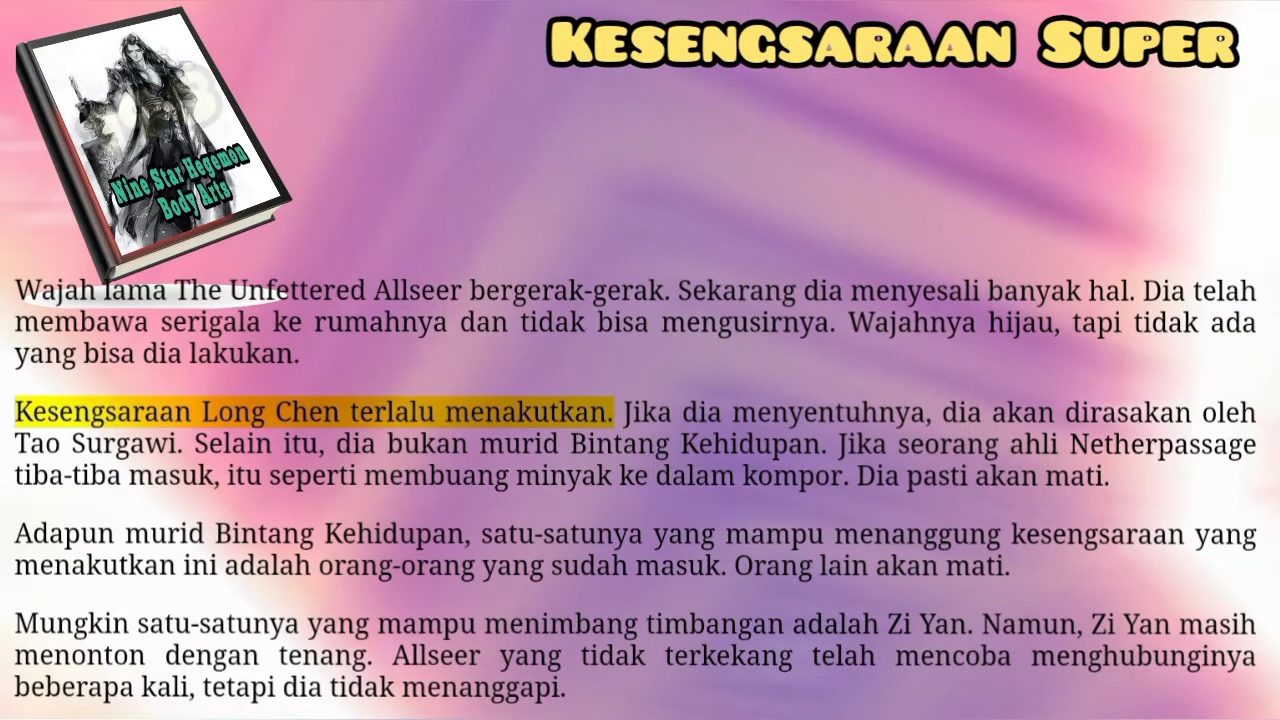 Kesengsaraan Super
Nine Star Hegemon
Body Arts
Wajah lama The Unfettered Allseer bergerak-gerak. Sekarang dia menyesali banyak hal. Dia telah
membawa serigala ke rumahnya dan tidak bisa mengusirnya. Wajahnya hijau, tapi tidak ada
yang bisa dia lakukan.
Kesengsaraan Long Chen terlalu menakutkan. Jika dia menyentuhnya, dia akan dirasakan oleh
Tao Surgawi. Selain itu, dia bukan murid Bintang Kehidupan. Jika seorang ahli Netherpassage
tiba-tiba masuk, itu seperti membuang minyak ke dalam kompor. Dia pasti akan mati.
Adapun murid Bintang Kehidupan, satu-satunya yang mampu menanggung kesengsaraan yang
menakutkan ini adalah orang-orang yang sudah masuk. Orang lain akan mati.
Mungkin satu-satunya yang mampu menimbang timbangan adalah Zi Yan. Namun, Zi Yan masih
menonton dengan tenang. Allseer yang tidak terkekang telah mencoba menghubunginya
beberapa kali, tetapi dia tidak menanggapi.